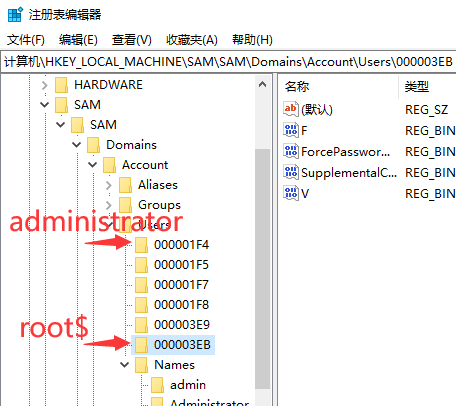 注册表编辑器
文件(F) 编辑(E) 查看(V) 收藏夹(A) 帮助(H)
计算机\HKEY_LOCAL_MACHINE\SAM\SAM\Domains\Account\Users\000003EB
HARDWARE
SAM
SAM
Domains
Account
Aliases
Groups
Users
administrator
000001F4
000001F5
000001F7
000001F8
000003E9
root$
000003EB
Names
admin
Administrator
名称 类型
ab (默认) REG_SZ
F REG_BIN
ForcePasswor... REG_BIN
SupplementalC... REG_BIN
V REG_BIN